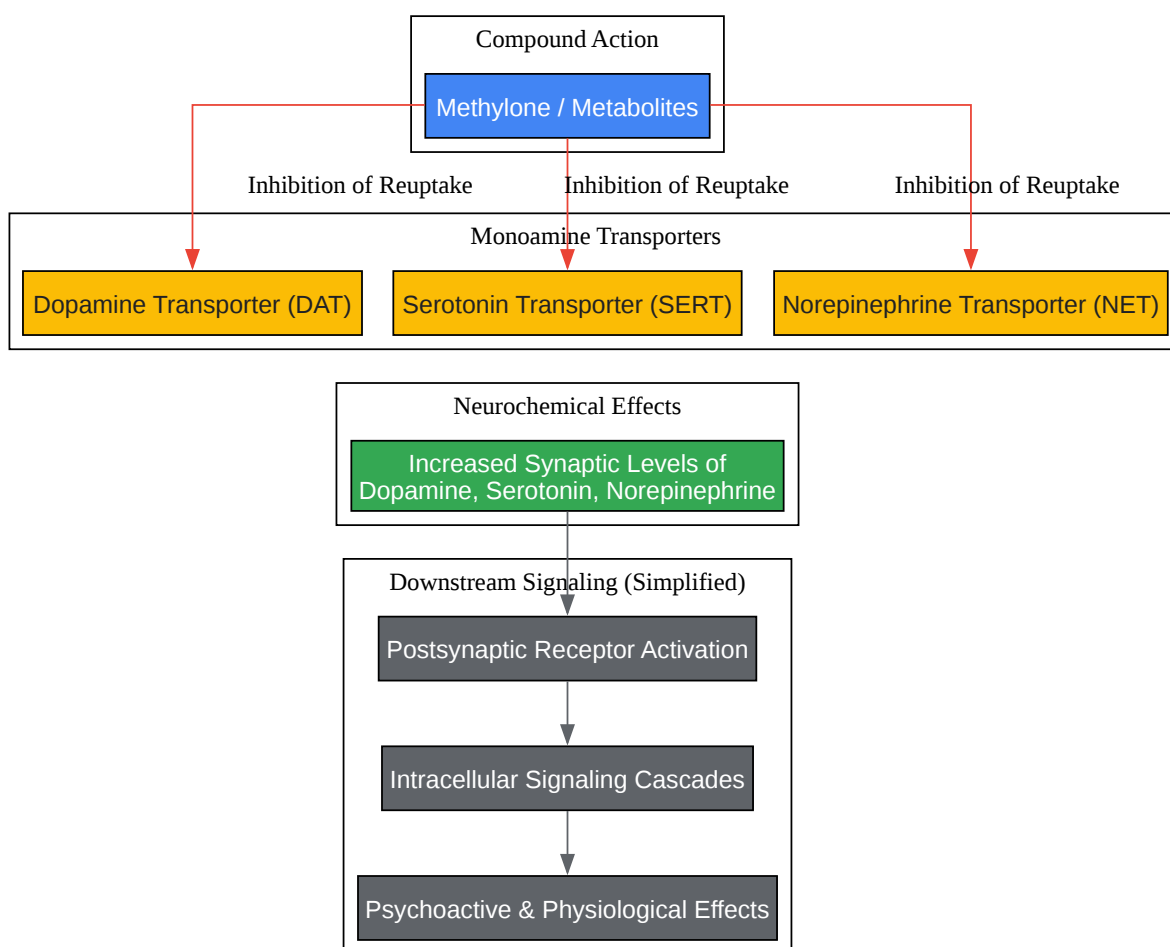 Compound Action
Methylone / Metabolites
Inhibition of Reuptake
Inhibition of Reuptake
Inhibition of Reuptake
Monoamine Transporters
Dopamine Transporter (DAT)
Serotonin Transporter (SERT)
Norepinephrine Transporter (NET)
Neurochemical Effects
Increased Synaptic Levels of
Dopamine, Serotonin, Norepinephrine
Downstream Signaling (Simplified)
Postsynaptic Receptor Activation
Intracellular Signaling Cascades
Psychoactive & Physiological Effects